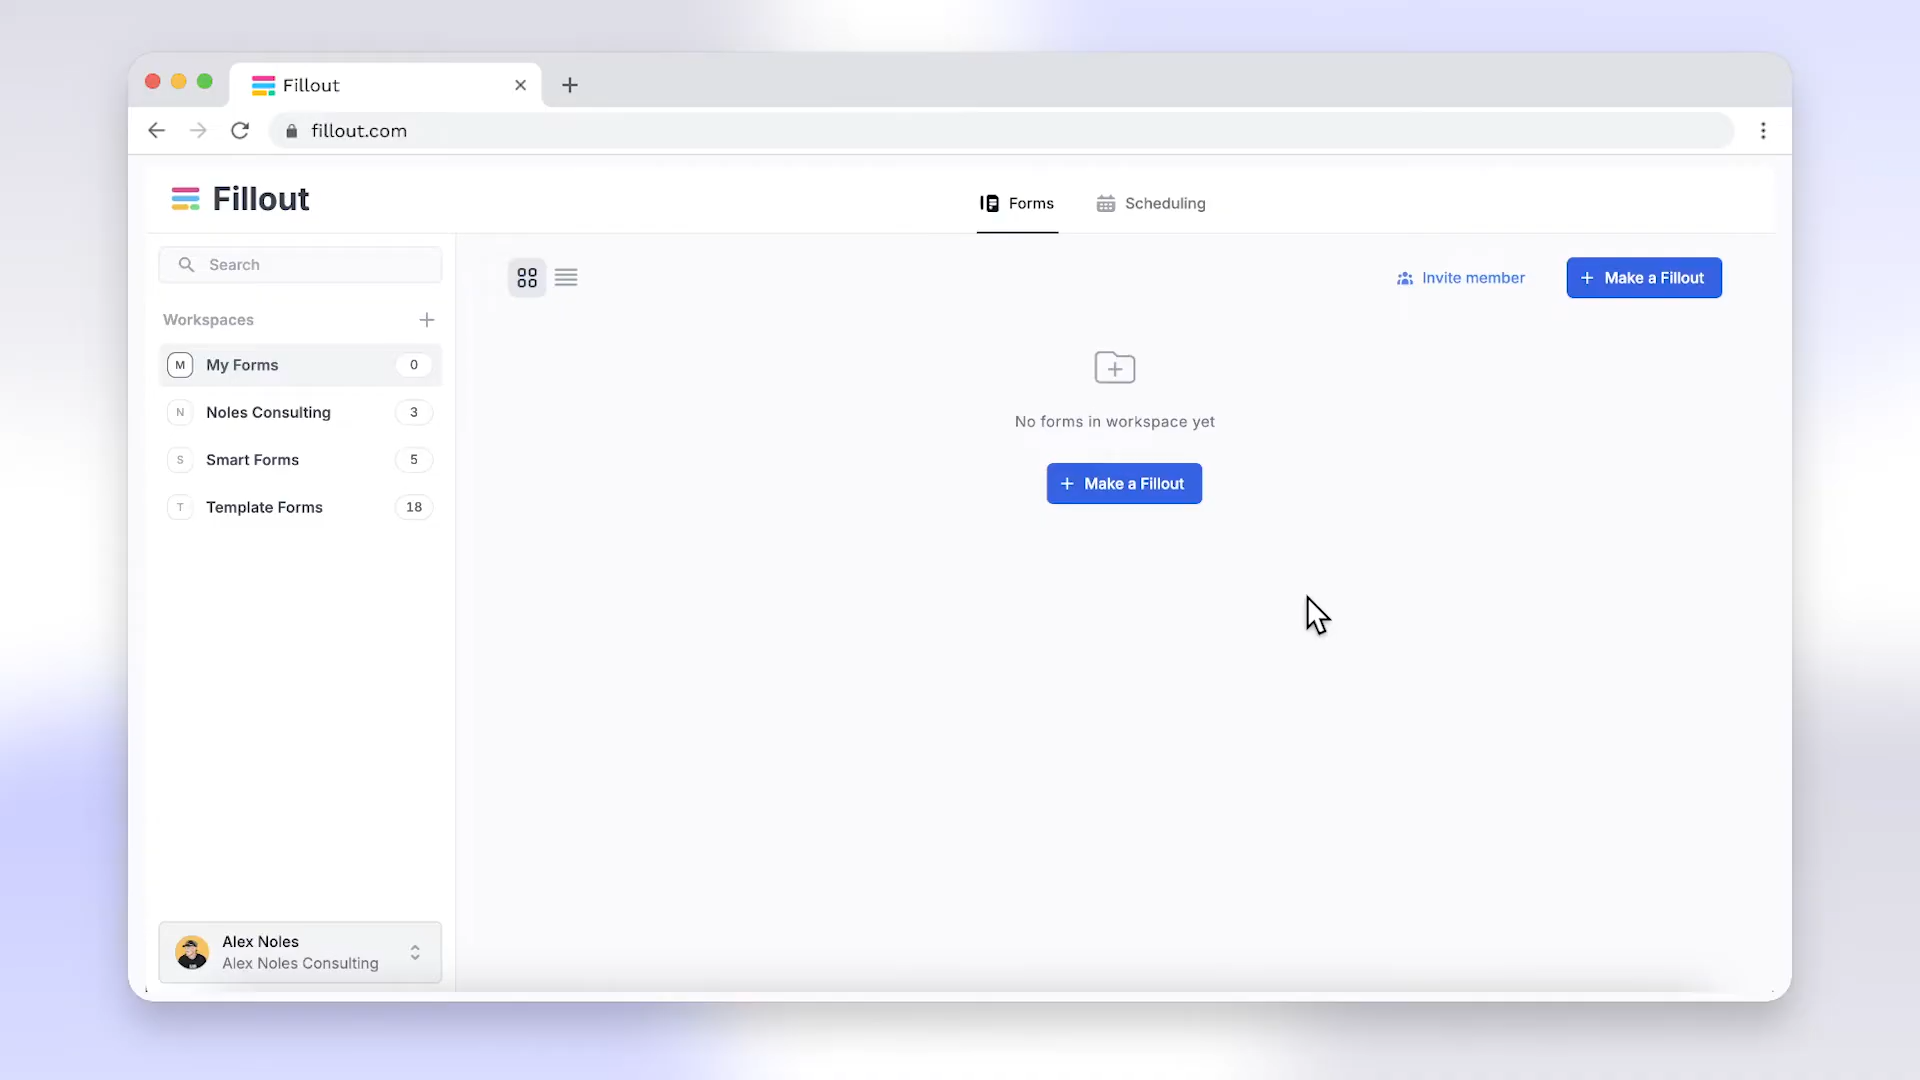 Fillout
fillout.com
Fillout
Forms
Scheduling
Search
Invite member
Make a Fillout
Workspaces
M My Forms 0
N Noles Consulting 3
S Smart Forms 5
T Template Forms 18
No forms in workspace yet
Make a Fillout
Alex Noles
Alex Noles Consulting